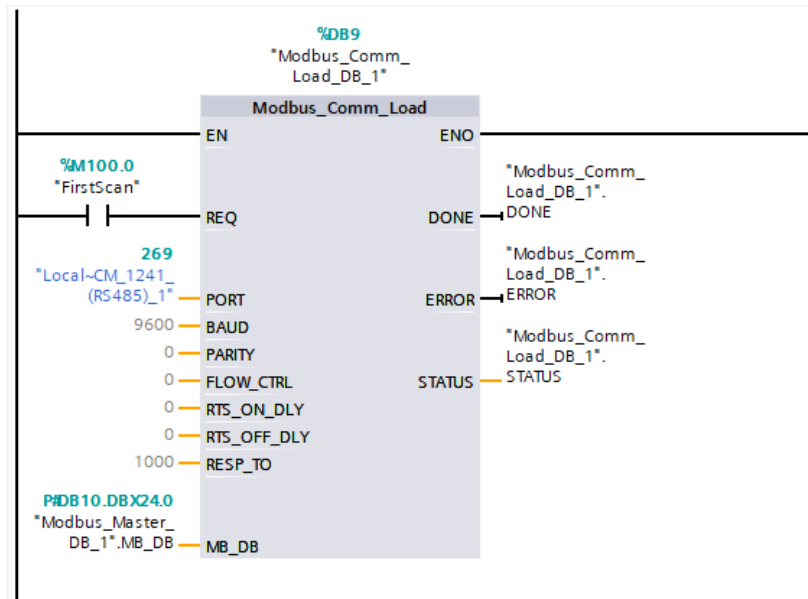 %DB9
"Modbus_Comm_
Load_DB_1"
Modbus_Comm_Load
EN
ENO
%M100.0
"FirstScan"
REQ
"Modbus_Comm_
Load_DB_1".
DONE
DONE
269
"Local~CM_1241_
(RS485)_1"
PORT
"Modbus_Comm_
Load_DB_1".
ERROR
ERROR
9600
BAUD
0
PARITY
0
FLOW_CTRL
"Modbus_Comm_
Load_DB_1".
STATUS
STATUS
0
RTS_ON_DLY
0
RTS_OFF_DLY
1000
RESP_TO
P#DB10.DBX24.0
"Modbus_Master_
DB_1".MB_DB
MB_DB